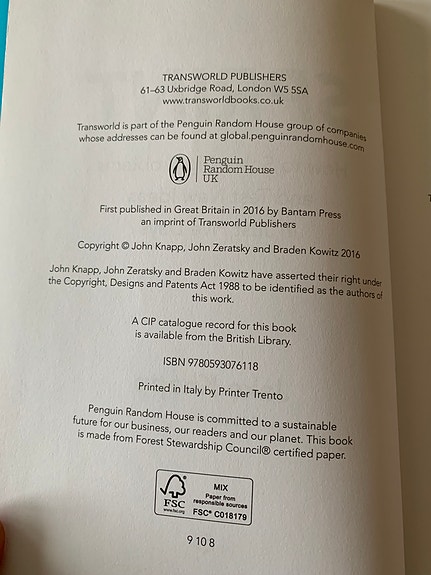 TRANSWORLD PUBLISHERS
61–63 Uxbridge Road, London W5 5SA
www.transworldbooks.co.uk
Transworld is part of the Penguin Random House group of companies
whose addresses can be found at global.penguinrandomhouse.com
Penguin
Random House
UK
First published in Great Britain in 2016 by Bantam Press
an imprint of Transworld Publishers
Copyright © John Knapp, John Zeratsky and Braden Kowitz 2016
John Knapp, John Zeratsky and Braden Kowitz have asserted their right under
the Copyright, Designs and Patents Act 1988 to be identified as the authors of
this work.
A CIP catalogue record for this book
is available from the British Library.
ISBN 9780593076118
Printed in Italy by Printer Trento
Penguin Random House is committed to a sustainable
future for our business, our readers and our planet. This book
is made from Forest Stewardship Council® certified paper.
FSC
www.fsc.org
MIX
Paper from
responsible sources
FSC® C018179
9 10 8